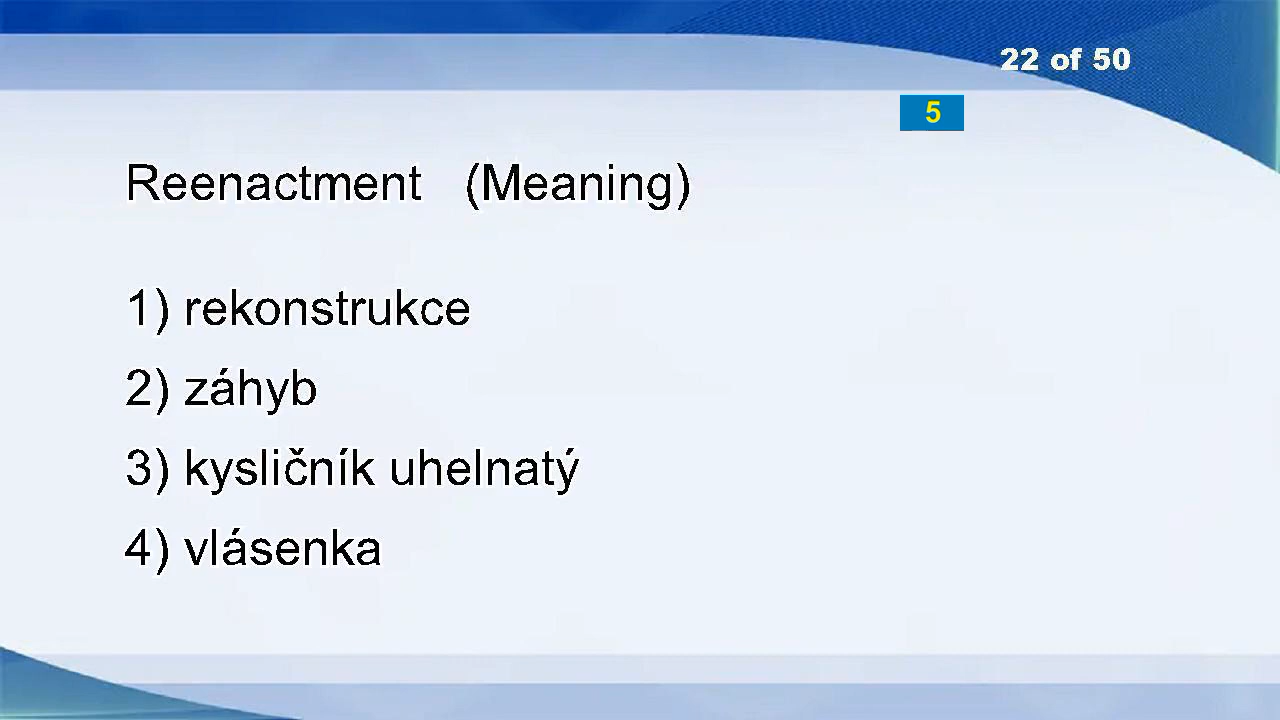 22 of 50
5
Reenactment (Meaning)
1) rekonstrukce
2) záhyb
3) kysličník uhelnatý
4) vlásenka